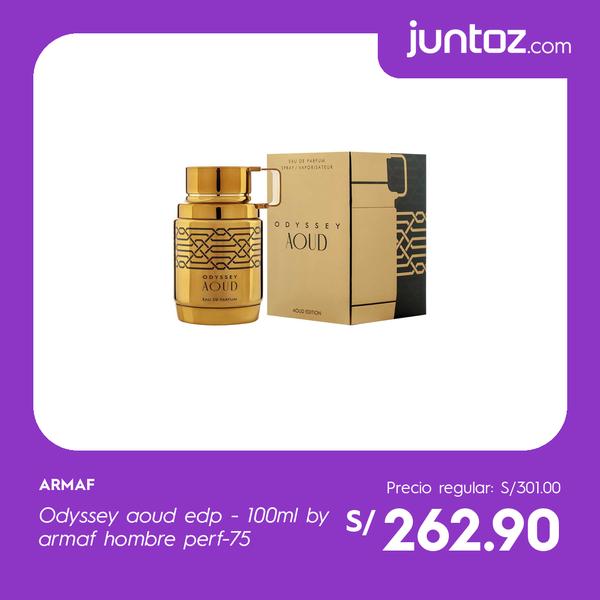 juntoz.com
EAU DE PARFUM
SPRAY / VAPORISATEUR
ODYSSEY
AOUD
AOUD EDITION
ODYSSEY
AOUD
EAU DE PARFUM
ARMAF
Odyssey aoud edp - 100ml by
armaf hombre perf-75
Precio regular: S/301.00
S/ 262.90